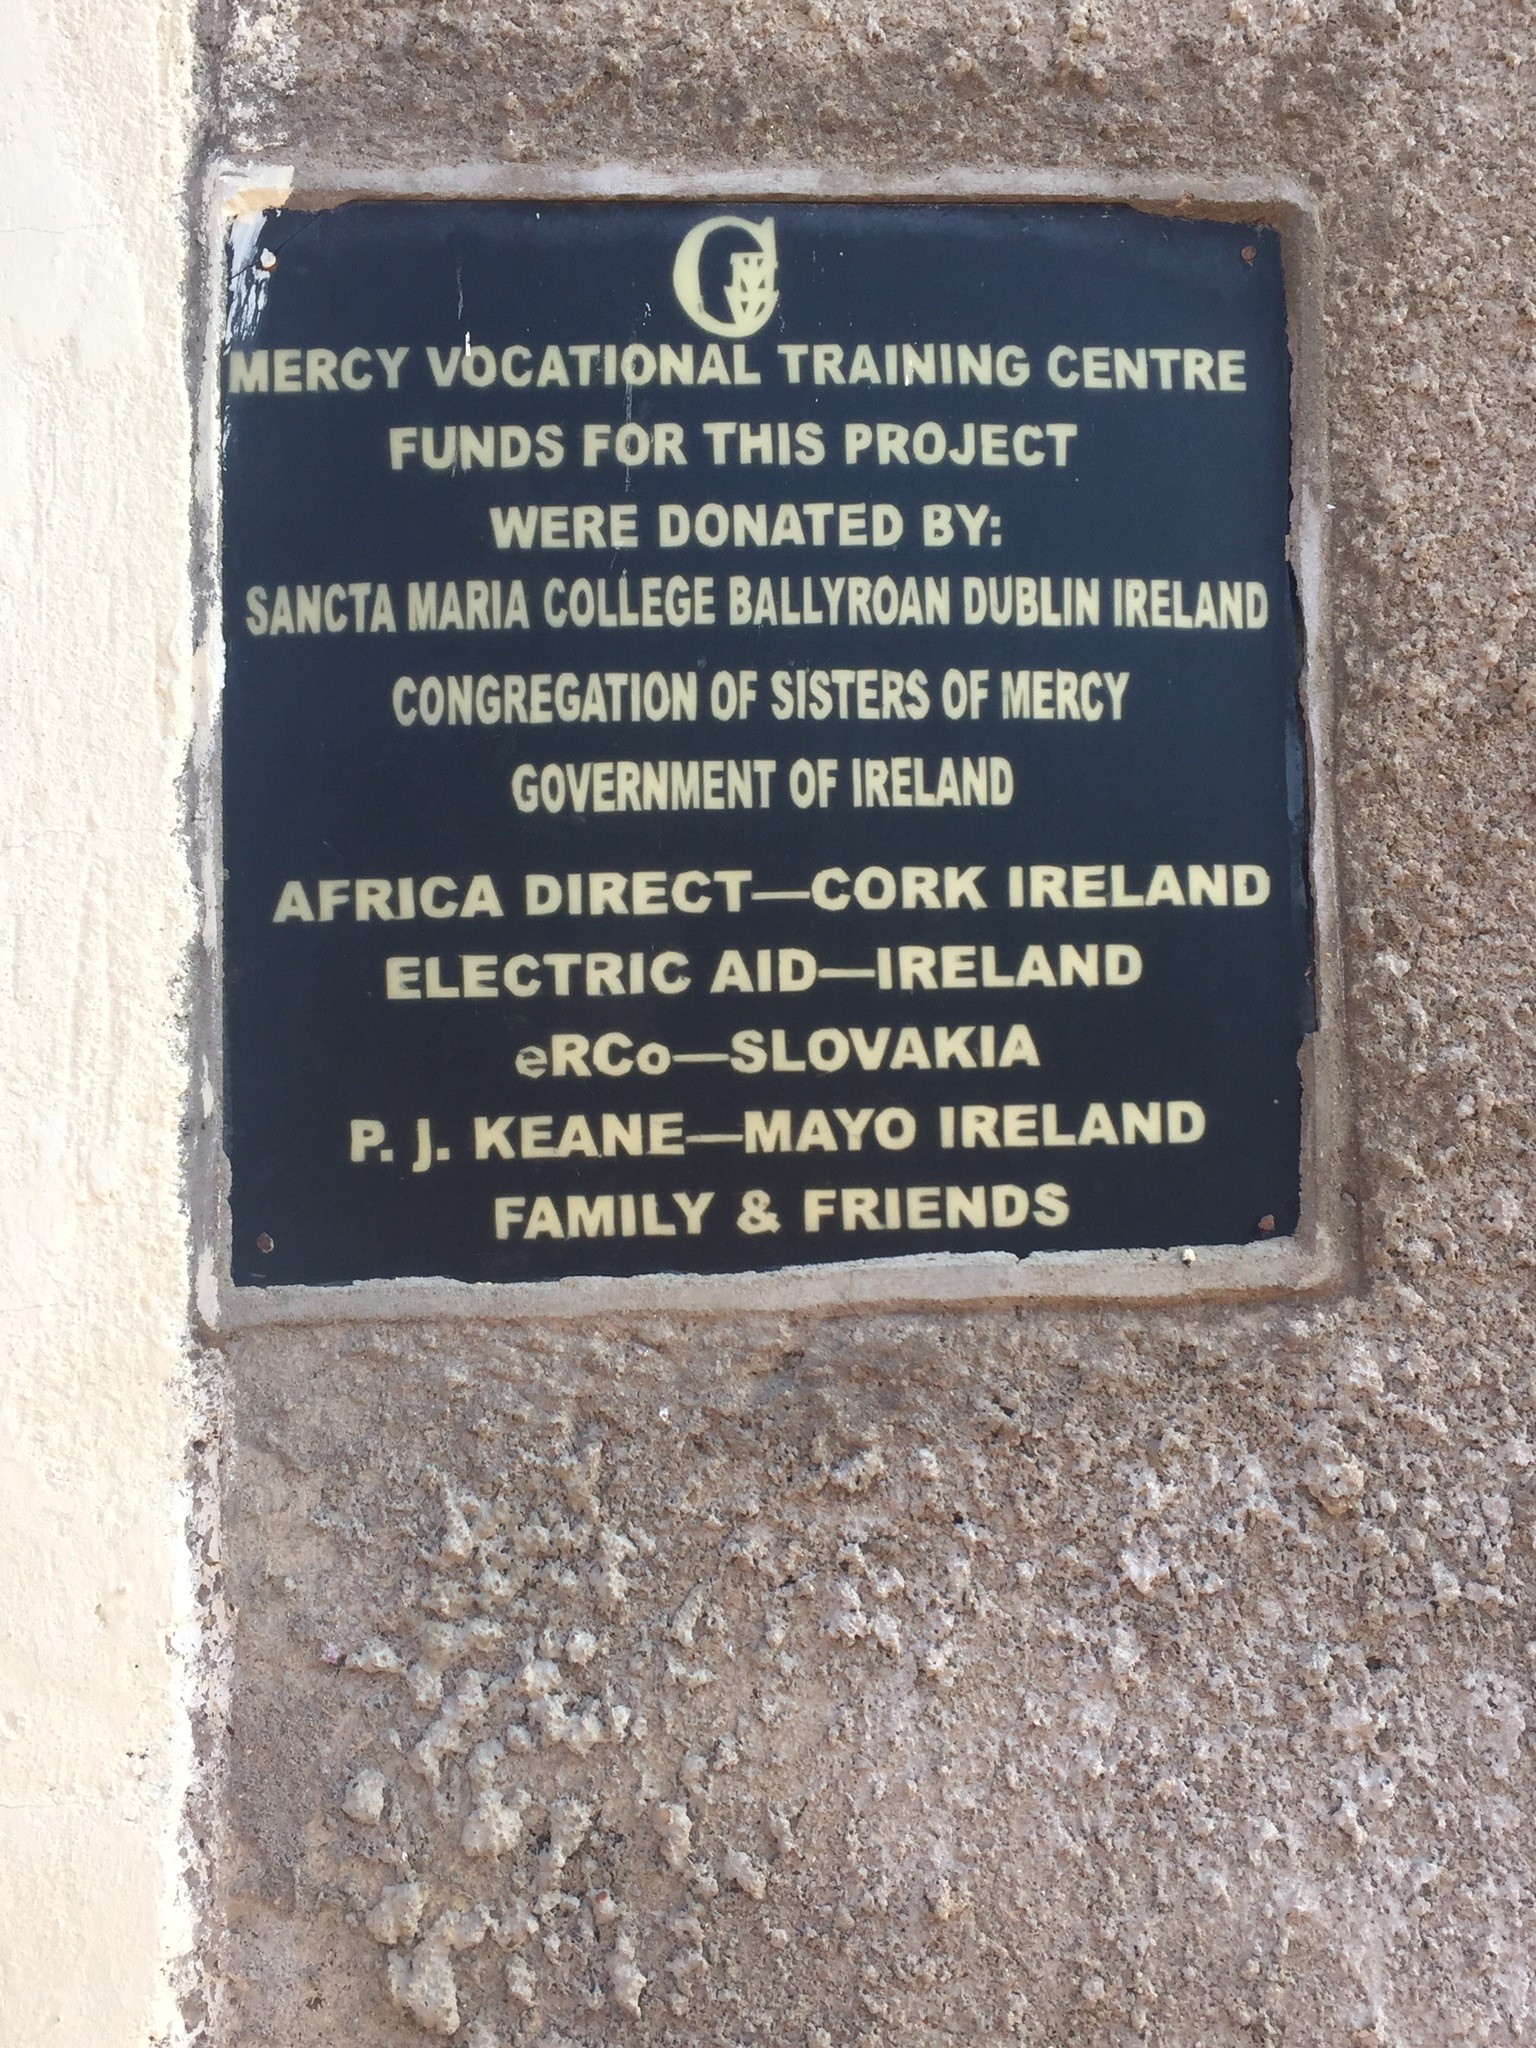 MERCY VOCATIONAL TRAINING CENTRE
FUNDS FOR THIS PROJECT
WERE DONATED BY:
SANCTA MARIA COLLEGE BALLYROAN DUBLIN IRELAND
CONGREGATION OF SISTERS OF MERCY
GOVERNMENT OF IRELAND
AFRICA DIRECT—CORK IRELAND
ELECTRIC AID—IRELAND
eRCo—SLOVAKIA
P. J. KEANE—MAYO IRELAND
FAMILY & FRIENDS